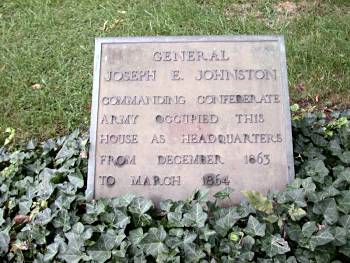 GENERAL
JOSEPH E. JOHNSTON
COMMANDING CONFEDERATE
ARMY OCCUPIED THIS
HOUSE AS HEADQUARTERS
FROM DECEMBER 1863
TO MARCH 1864